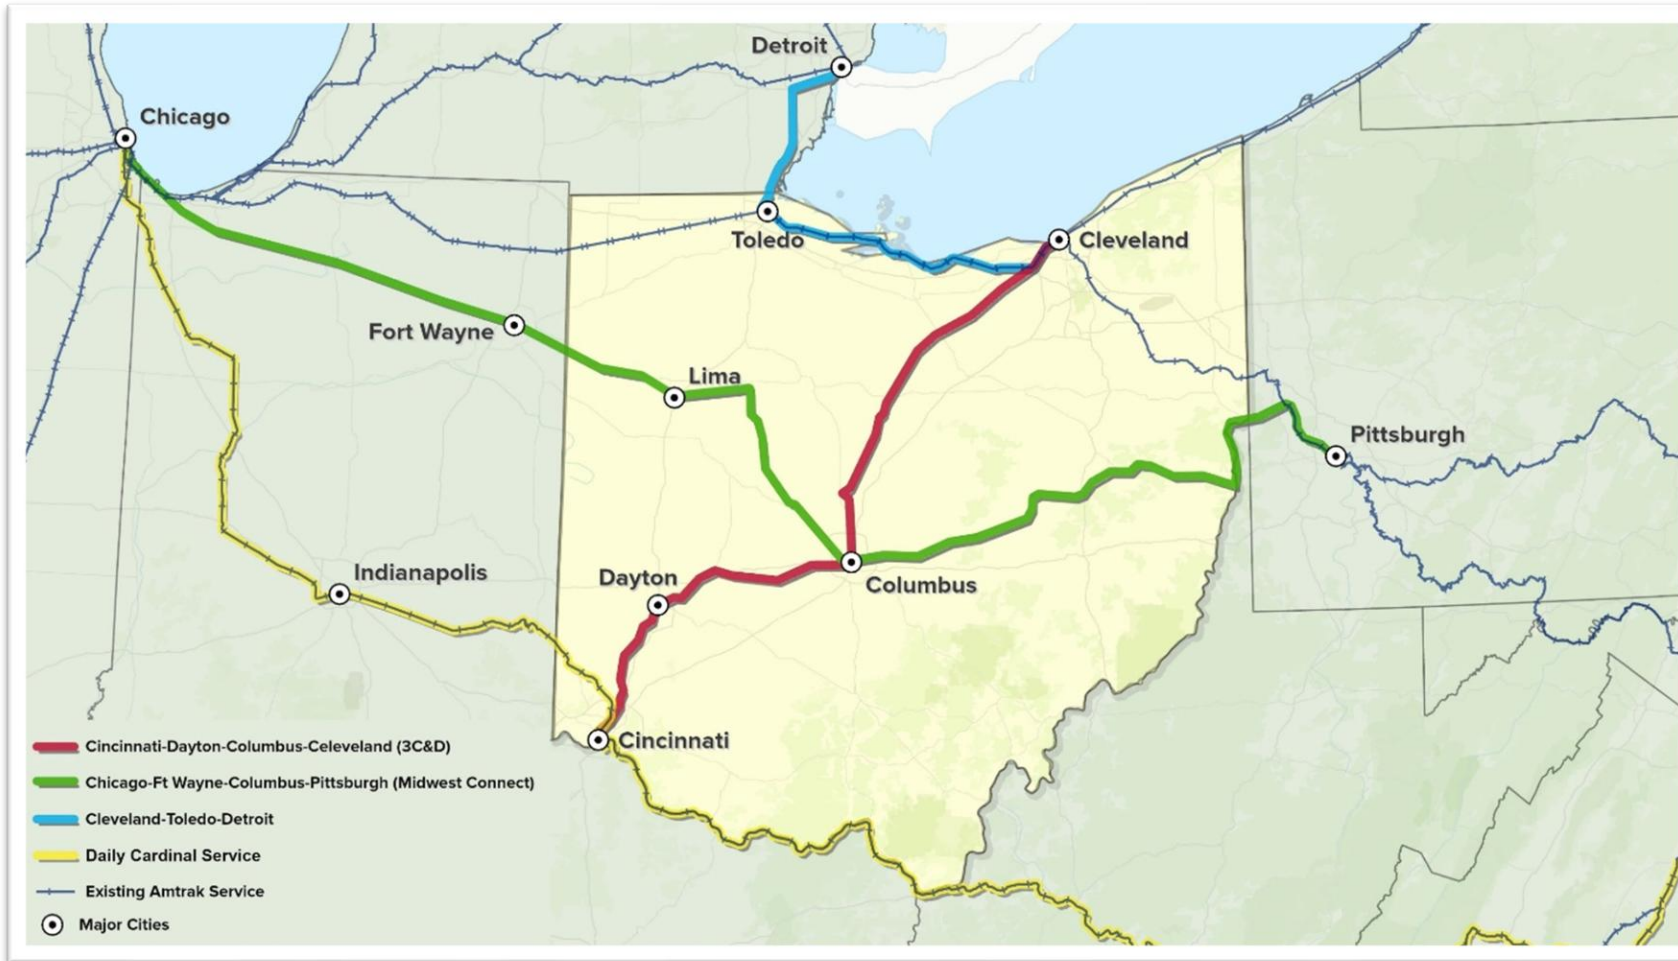 Detroit
Chicago
Toledo
Cleveland
Fort Wayne
Lima
Pittsburgh
Indianapolis
Dayton
Columbus
Cincinnati
Cincinnati-Dayton-Columbus-Celeveland (3C&D)
Chicago-Ft Wayne-Columbus-Pittsburgh (Midwest Connect)
Cleveland-Toledo-Detroit
Daily Cardinal Service
Existing Amtrak Service
Major Cities